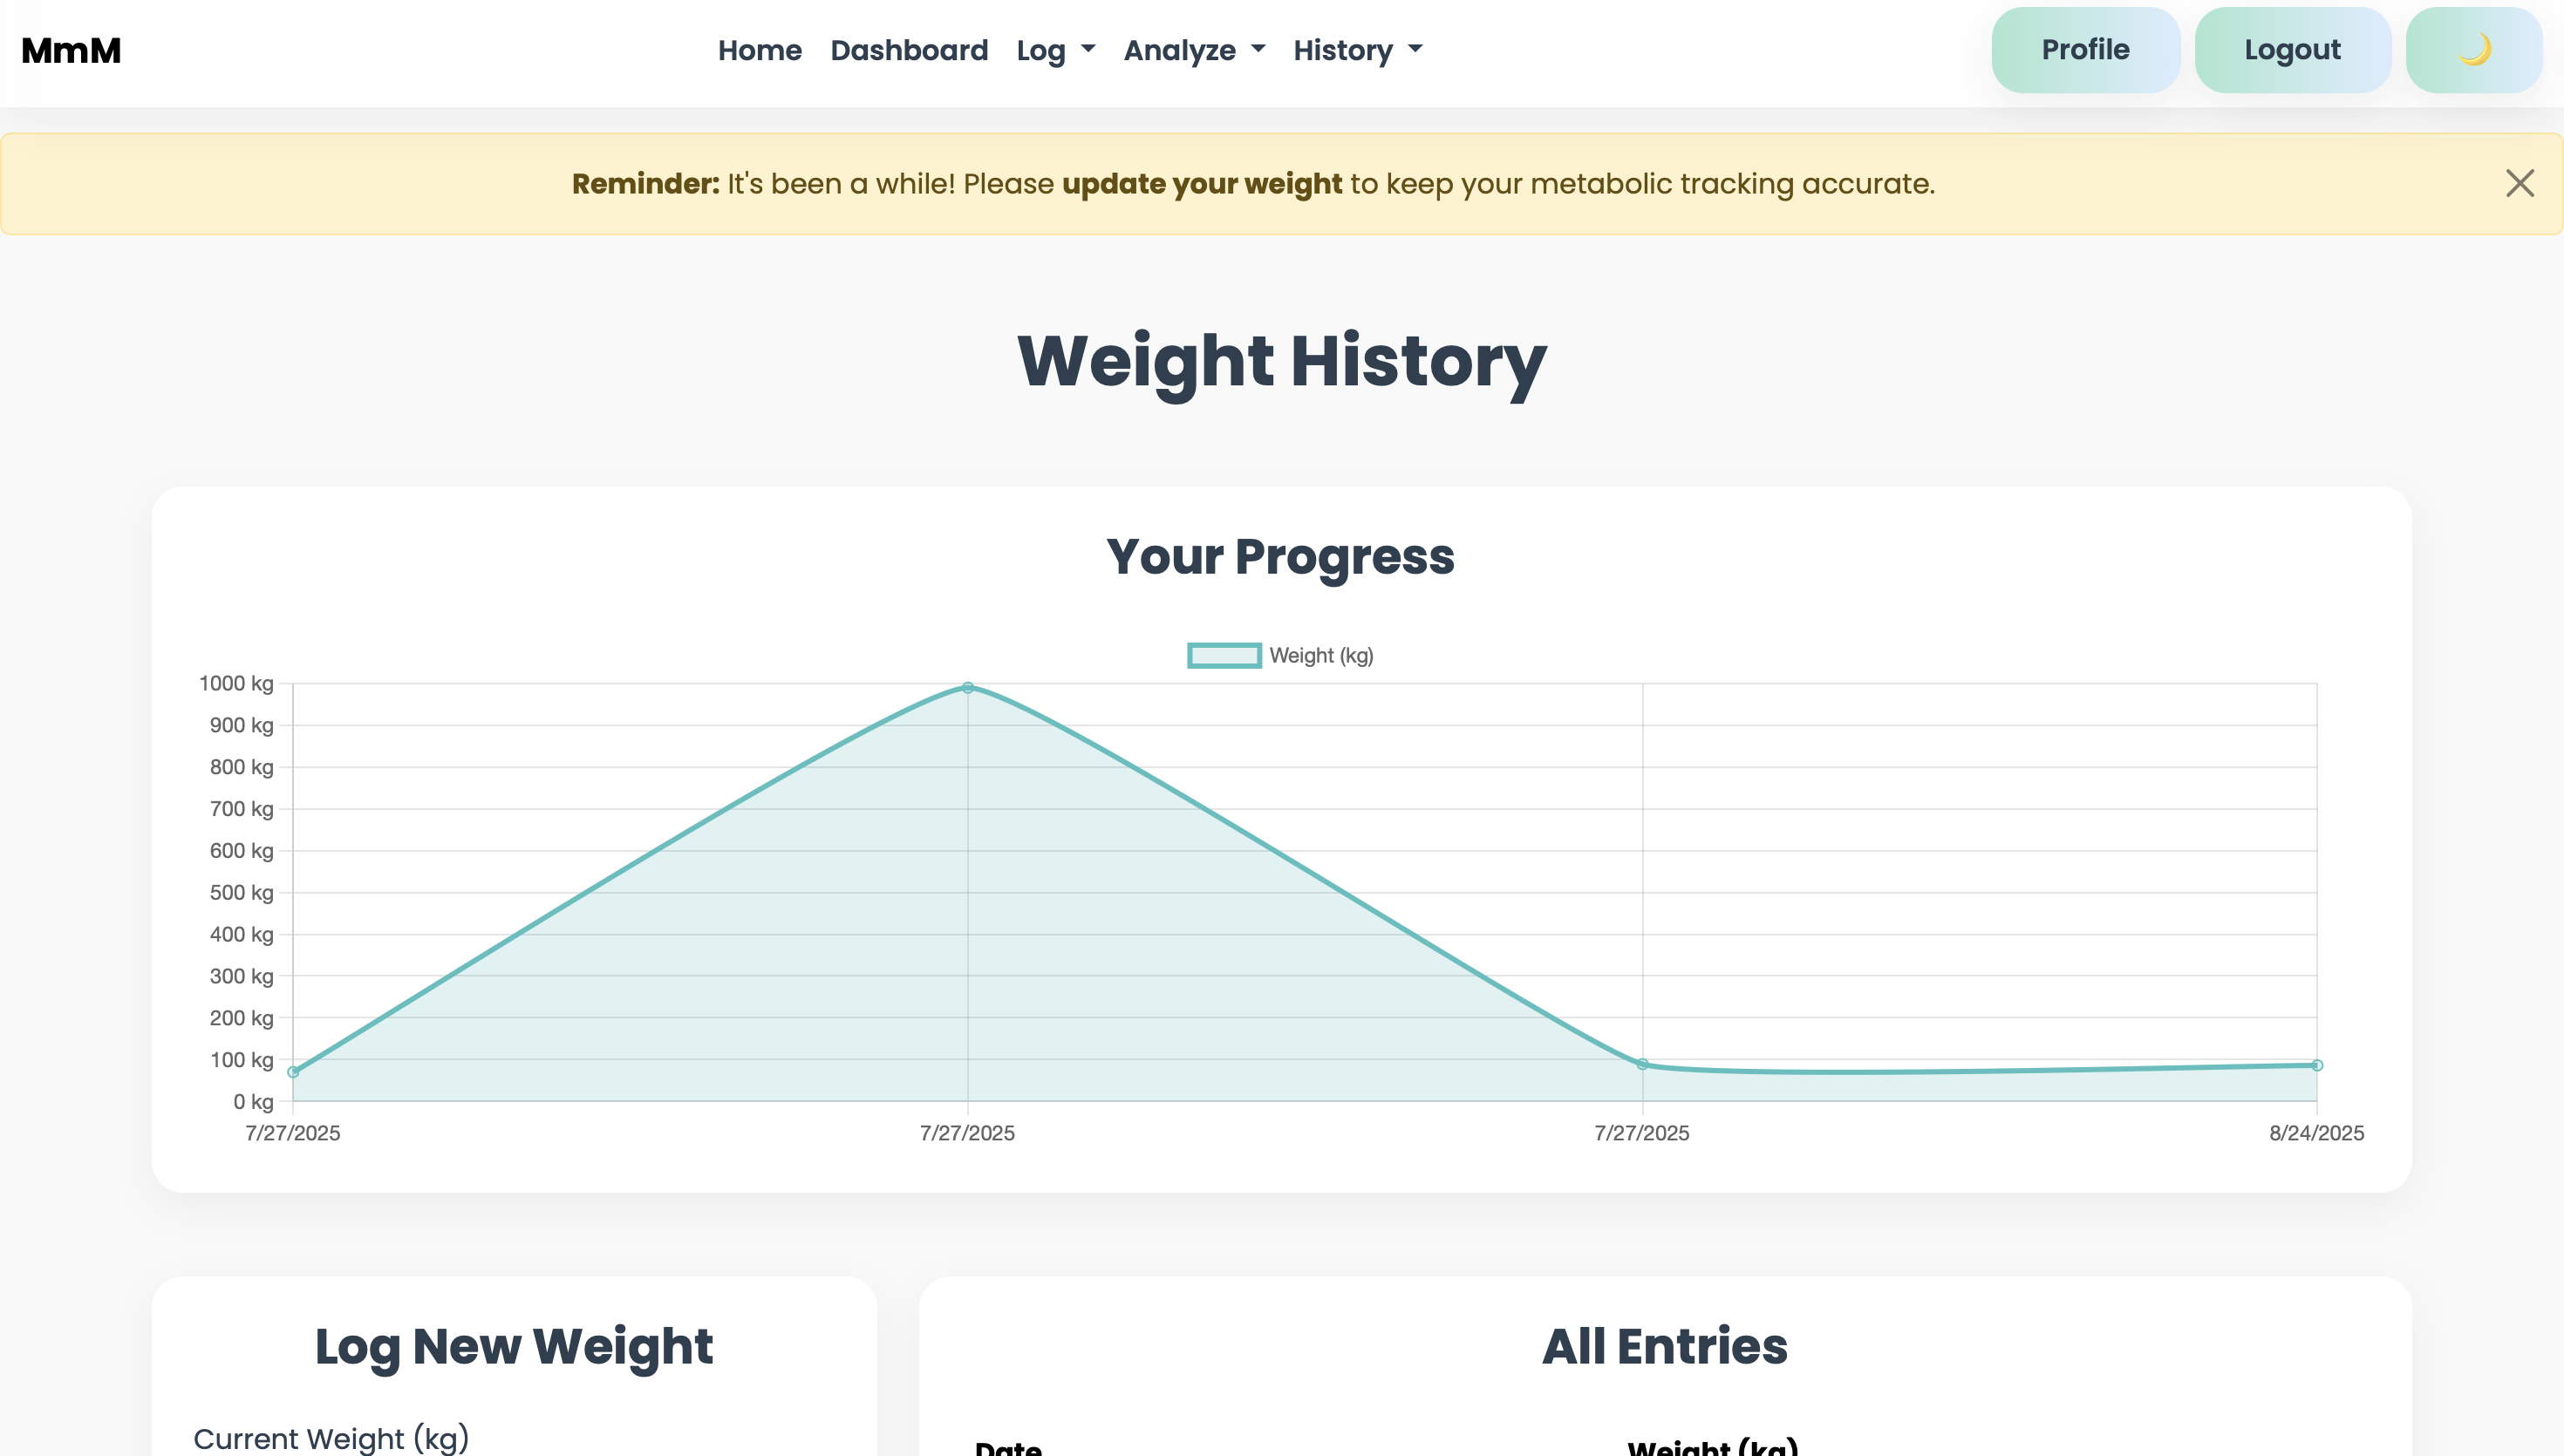 MmM
Home Dashboard Log Analyze History
Profile
Logout
Reminder: It's been a while! Please update your weight to keep your metabolic tracking accurate.
Weight History
Your Progress
Weight (kg)
1000 kg
900 kg
800 kg
700 kg
600 kg
500 kg
400 kg
300 kg
200 kg
100 kg
0 kg
7/27/2025 7/27/2025 7/27/2025 8/24/2025
Log New Weight
Current Weight (kg)
All Entries
Date Weight (kg)